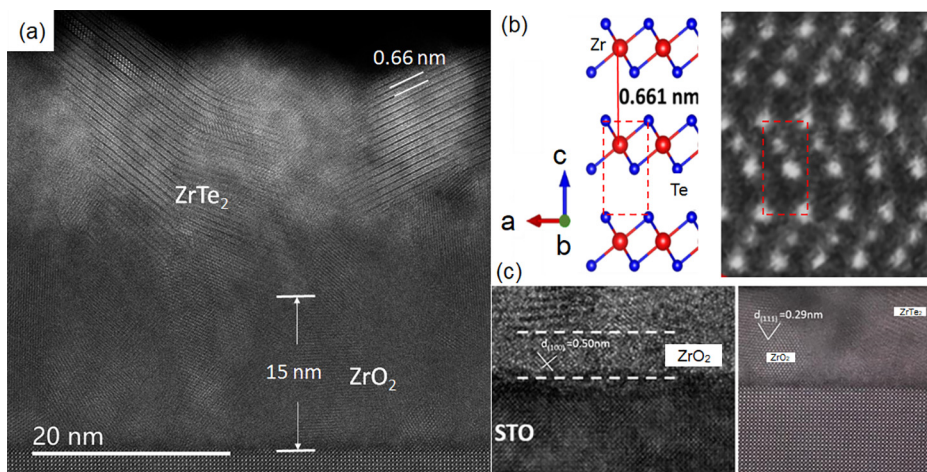 (a)
0.66 nm
ZrTe₂
15 nm
ZrO₂
20 nm
(b)
Zr
0.661 nm
c
Te
a
b
(c)
d(100)=0.50nm
ZrO₂
STO
d(111)=0.29nm
ZrTe₂
ZrO₂